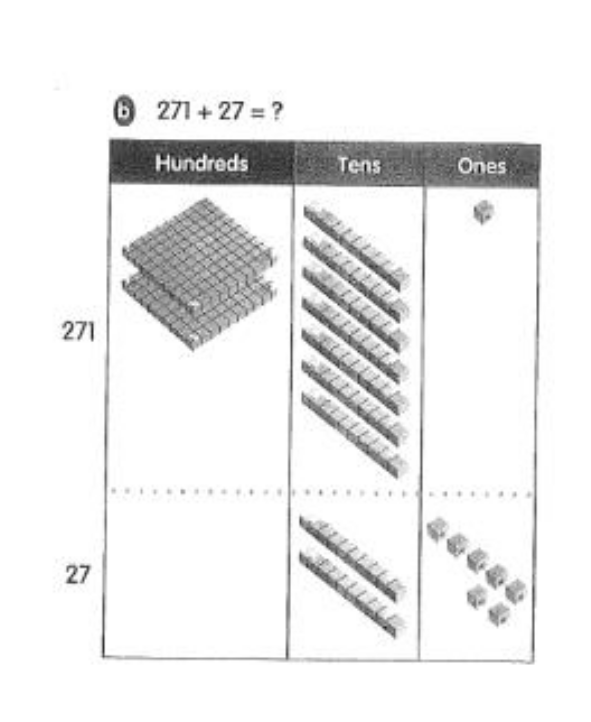 b 271 + 27 = ?
Hundreds Tens Ones
271
27